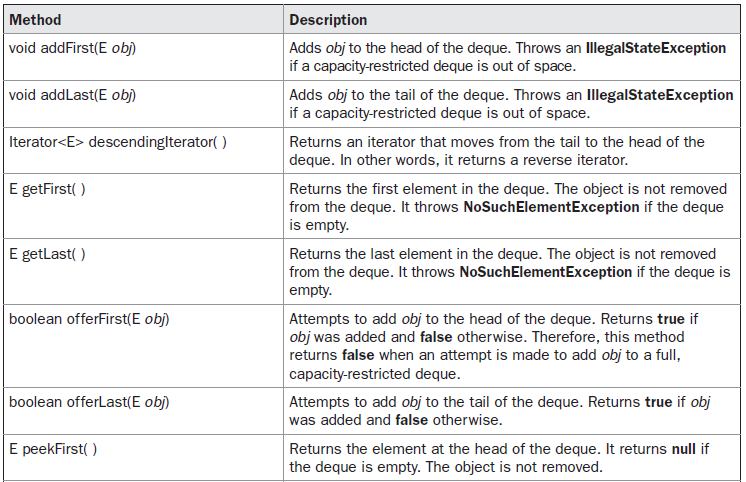 Method Description
void addFirst(E obj) Adds obj to the head of the deque. Throws an IllegalStateException
if a capacity-restricted deque is out of space.
void addLast(E obj) Adds obj to the tail of the deque. Throws an IllegalStateException
if a capacity-restricted deque is out of space.
Iterator<E> descendingIterator( ) Returns an iterator that moves from the tail to the head of the
deque. In other words, it returns a reverse iterator.
E getFirst( ) Returns the first element in the deque. The object is not removed
from the deque. It throws NoSuchElementException if the deque
is empty.
E getLast( ) Returns the last element in the deque. The object is not removed
from the deque. It throws NoSuchElementException if the deque is
empty.
boolean offerFirst(E obj) Attempts to add obj to the head of the deque. Returns true if
obj was added and false otherwise. Therefore, this method
returns false when an attempt is made to add obj to a full,
capacity-restricted deque.
boolean offerLast(E obj) Attempts to add obj to the tail of the deque. Returns true if obj
was added and false otherwise.
E peekFirst( ) Returns the element at the head of the deque. It returns null if
the deque is empty. The object is not removed.